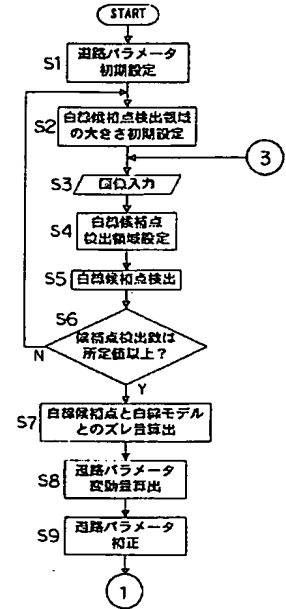 START
S1
道路パラメータ
初期設定
S2
白線候補点検出領域
の大きさ初期設定
3
S3
画像入力
S4
白線候補点
検出領域設定
S5
白線候補点検出
S6
候補点検出数は
所定値以上?
N
Y
S7
白線候補点と白線モデル
とのズレ量算出
S8
道路パラメータ
変動量算出
S9
道路パラメータ
補正
1